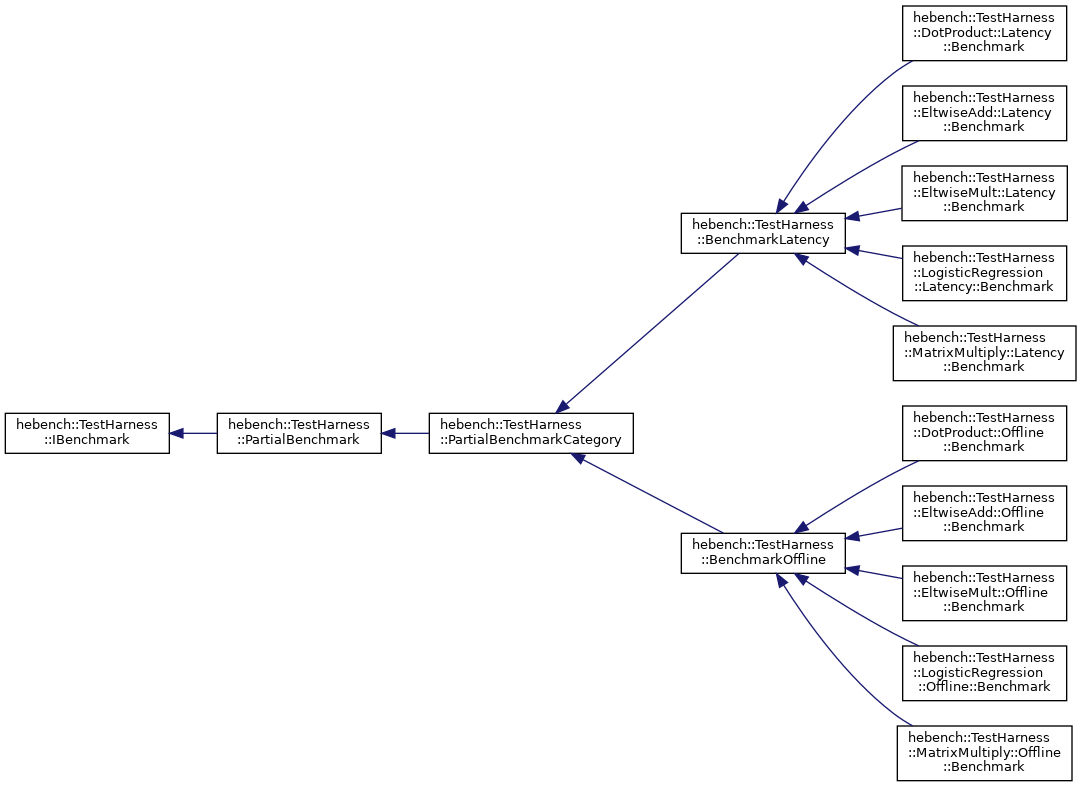 hebench::TestHarness
::DotProduct::Latency
::Benchmark
hebench::TestHarness
::EltwiseAdd::Latency
::Benchmark
hebench::TestHarness
::EltwiseMult::Latency
::Benchmark
hebench::TestHarness
::BenchmarkLatency
hebench::TestHarness
::LogisticRegression
::Latency::Benchmark
hebench::TestHarness
::MatrixMultiply::Latency
::Benchmark
hebench::TestHarness
::IBenchmark
hebench::TestHarness
::PartialBenchmark
hebench::TestHarness
::PartialBenchmarkCategory
hebench::TestHarness
::DotProduct::Offline
::Benchmark
hebench::TestHarness
::EltwiseAdd::Offline
::Benchmark
hebench::TestHarness
::BenchmarkOffline
hebench::TestHarness
::EltwiseMult::Offline
::Benchmark
hebench::TestHarness
::LogisticRegression
::Offline::Benchmark
hebench::TestHarness
::MatrixMultiply::Offline
::Benchmark